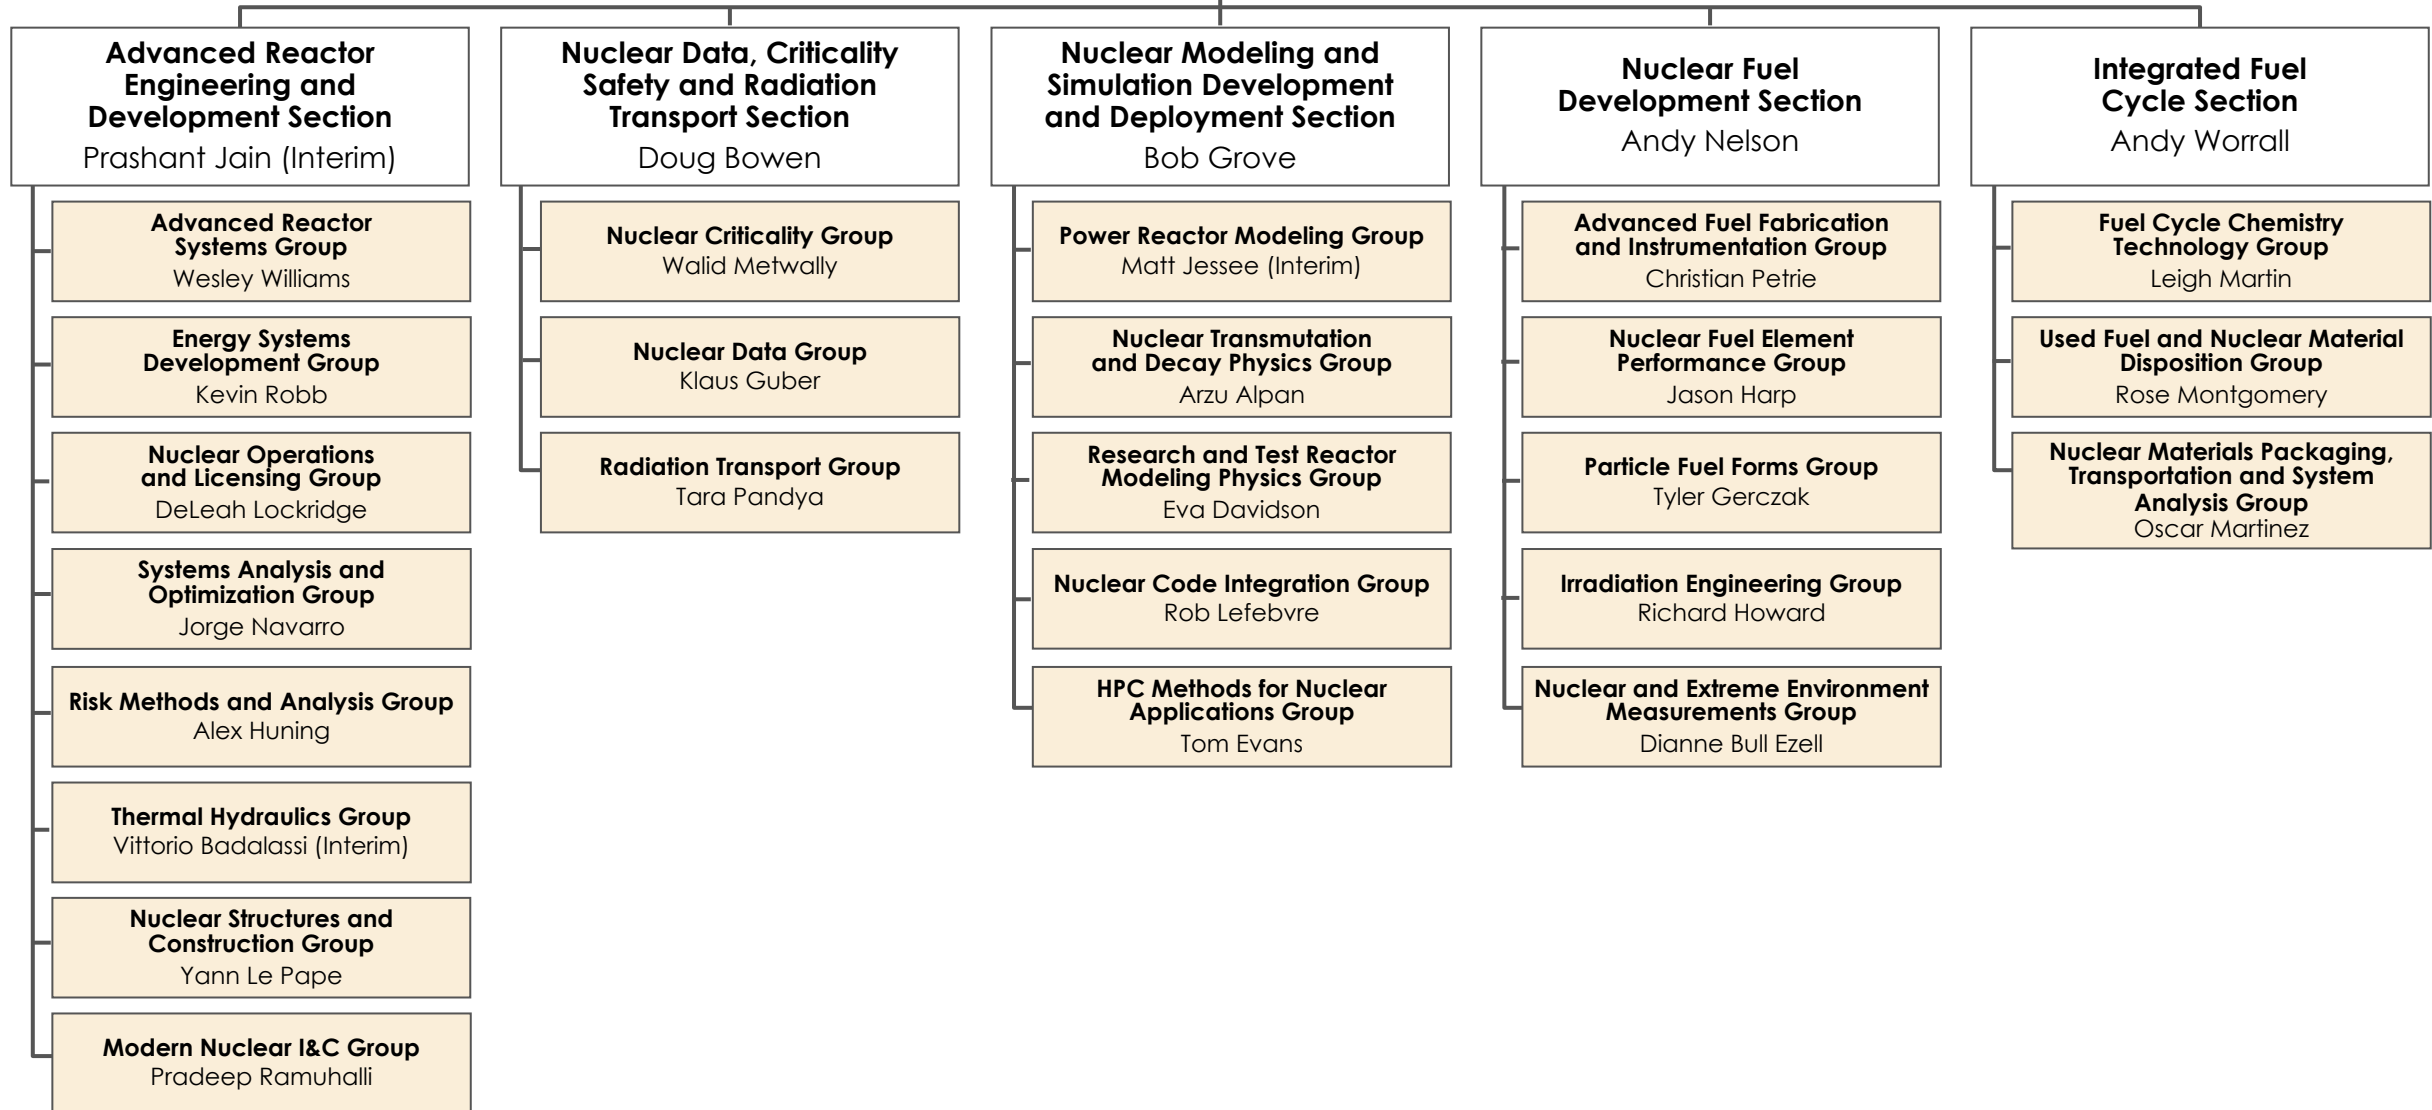 Advanced Reactor
Engineering and
Development Section
Prashant Jain (Interim)
Advanced Reactor
Systems Group
Wesley Williams
Energy Systems
Development Group
Kevin Robb
Nuclear Operations
and Licensing Group
DeLeah Lockridge
Systems Analysis and
Optimization Group
Jorge Navarro
Risk Methods and Analysis Group
Alex Huning
Thermal Hydraulics Group
Vittorio Badalassi (Interim)
Nuclear Structures and
Construction Group
Yann Le Pape
Modern Nuclear I&C Group
Pradeep Ramuhalli
Nuclear Data, Criticality
Safety and Radiation
Transport Section
Doug Bowen
Nuclear Criticality Group
Walid Metwally
Nuclear Data Group
Klaus Guber
Radiation Transport Group
Tara Pandya
Nuclear Modeling and
Simulation Development
and Deployment Section
Bob Grove
Power Reactor Modeling Group
Matt Jessee (Interim)
Nuclear Transmutation
and Decay Physics Group
Arzu Alpan
Research and Test Reactor
Modeling Physics Group
Eva Davidson
Nuclear Code Integration Group
Rob Lefebvre
HPC Methods for Nuclear
Applications Group
Tom Evans
Nuclear Fuel
Development Section
Andy Nelson
Advanced Fuel Fabrication
and Instrumentation Group
Christian Petrie
Nuclear Fuel Element
Performance Group
Jason Harp
Particle Fuel Forms Group
Tyler Gerczak
Irradiation Engineering Group
Richard Howard
Nuclear and Extreme Environment
Measurements Group
Dianne Bull Ezell
Integrated Fuel
Cycle Section
Andy Worrall
Fuel Cycle Chemistry
Technology Group
Leigh Martin
Used Fuel and Nuclear Material
Disposition Group
Rose Montgomery
Nuclear Materials Packaging,
Transportation and System
Analysis Group
Oscar Martinez